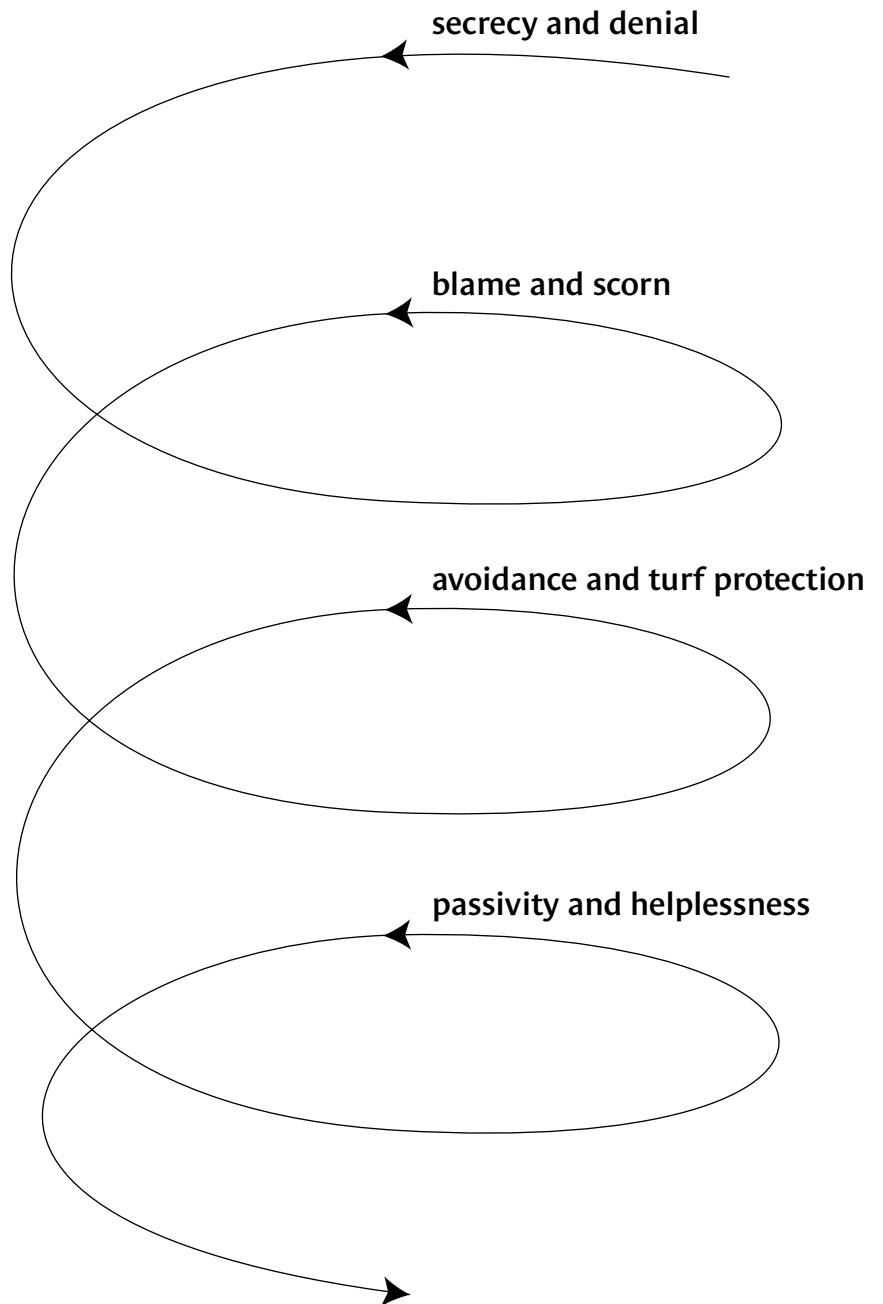 secrecy and denial
blame and scorn
avoidance and turf protection
passivity and helplessness